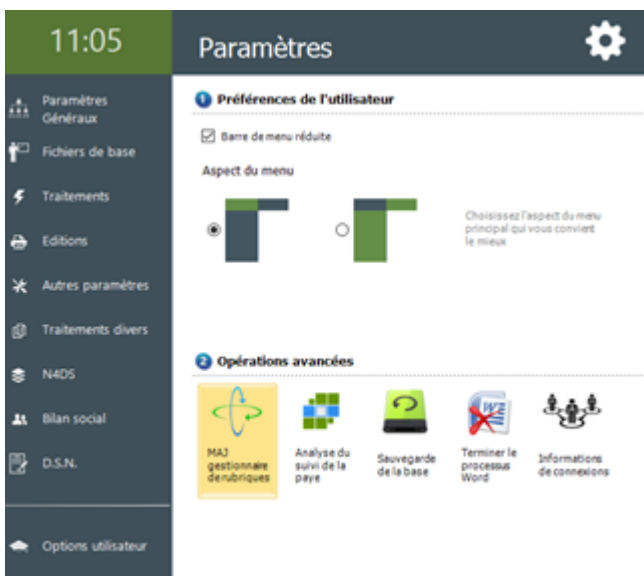 11:05
Paramètres
Paramètres
Généraux
Fichiers de base
Traitements
Editions
Autres paramètres
Traitements divers
N4DS
Bilan social
D.S.N.
Options utilisateur
1 Préférences de l'utilisateur
Barre de menu réduite
Aspect du menu
Choisissez l'aspect du menu
principal qui vous convient
le mieux
2 Opérations avancées
MAJ
gestionnaire
de rubriques
Analyse du
suivi de la
paye
Sauvegarde
de la base
Terminer le
processus
Word
Informations
de connexions